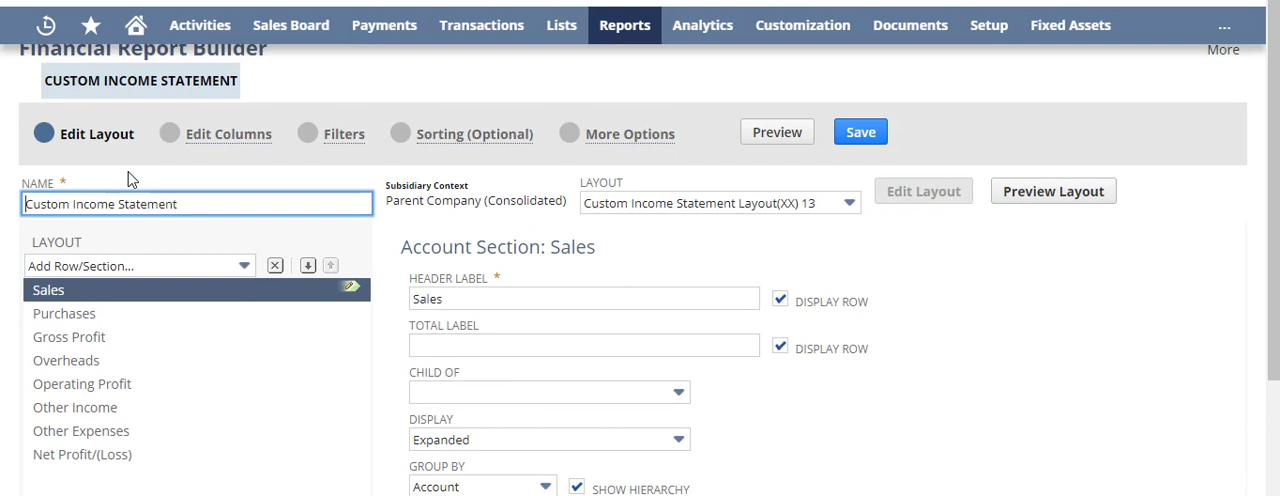 Activities Sales Board Payments Transactions Lists Reports Analytics Customization Documents Setup Fixed Assets ...
Financial Report Builder
More
CUSTOM INCOME STATEMENT
Edit Layout Edit Columns Filters Sorting (Optional) More Options Preview Save
NAME *
Custom Income Statement
Subsidiary Context
Parent Company (Consolidated)
LAYOUT
Custom Income Statement Layout(XX) 13
Edit Layout Preview Layout
LAYOUT
Add Row/Section...
Sales
Purchases
Gross Profit
Overheads
Operating Profit
Other Income
Other Expenses
Net Profit/(Loss)
Account Section: Sales
HEADER LABEL *
Sales
DISPLAY ROW
TOTAL LABEL
DISPLAY ROW
CHILD OF
DISPLAY
Expanded
GROUP BY
Account
SHOW HIERARCHY